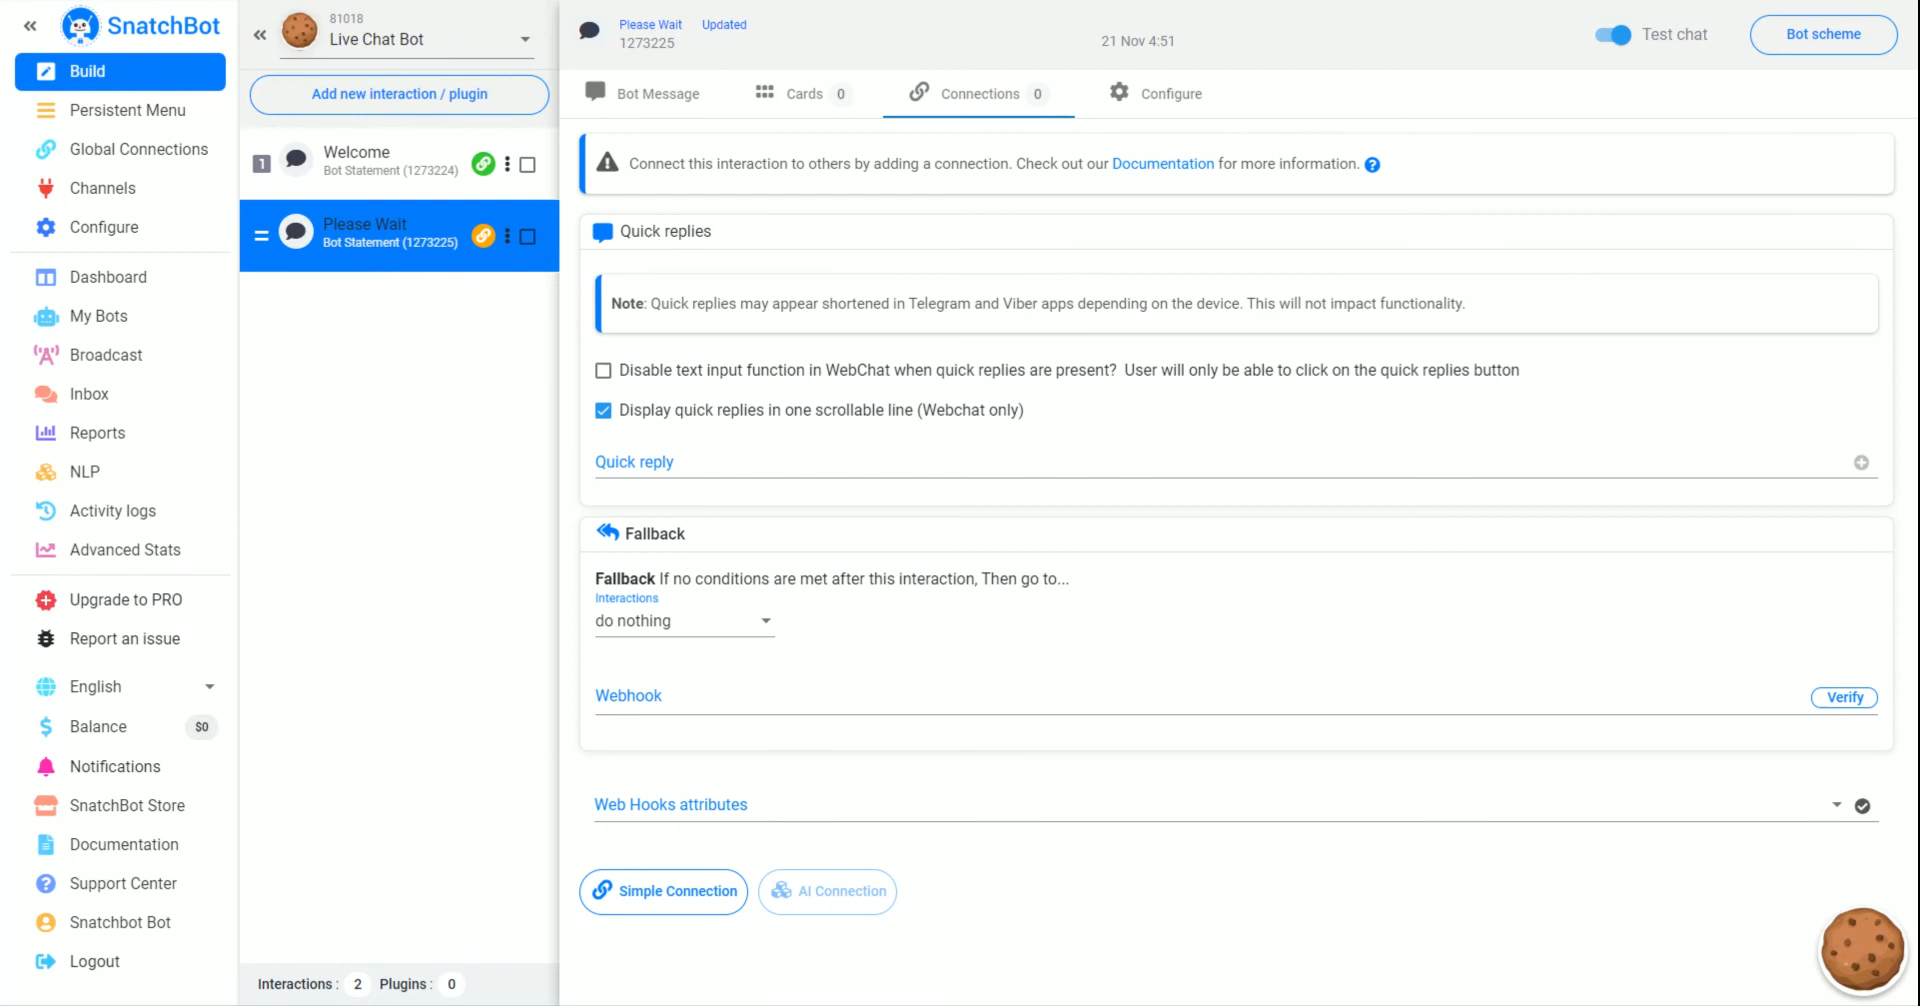 SnatchBot
Build
Persistent Menu
Global Connections
Channels
Configure
Dashboard
My Bots
Broadcast
Inbox
Reports
NLP
Activity logs
Advanced Stats
Upgrade to PRO
Report an issue
English
Balance $0
Notifications
SnatchBot Store
Documentation
Support Center
Snatchbot Bot
Logout
81018
Live Chat Bot
Add new interaction / plugin
1
Welcome
Bot Statement (1273224)
Please Wait
Bot Statement (1273225)
Interactions : 2 Plugins : 0
Please Wait Updated
1273225
21 Nov 4:51
Test chat
Bot scheme
Bot Message
Cards 0
Connections 0
Configure
Connect this interaction to others by adding a connection. Check out our Documentation for more information. ?
Quick replies
Note: Quick replies may appear shortened in Telegram and Viber apps depending on the device. This will not impact functionality.
Disable text input function in WebChat when quick replies are present? User will only be able to click on the quick replies button
Display quick replies in one scrollable line (Webchat only)
Quick reply
Fallback
Fallback If no conditions are met after this interaction, Then go to...
Interactions
do nothing
Webhook
Verify
Web Hooks attributes
Simple Connection
AI Connection